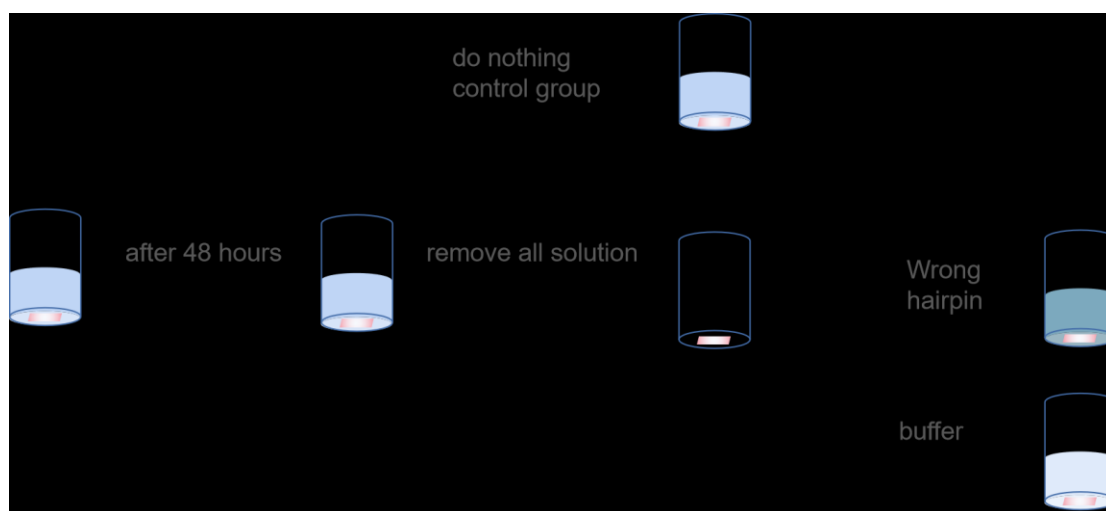 do nothing
control group
after 48 hours
remove all solution
Wrong
hairpin
buffer